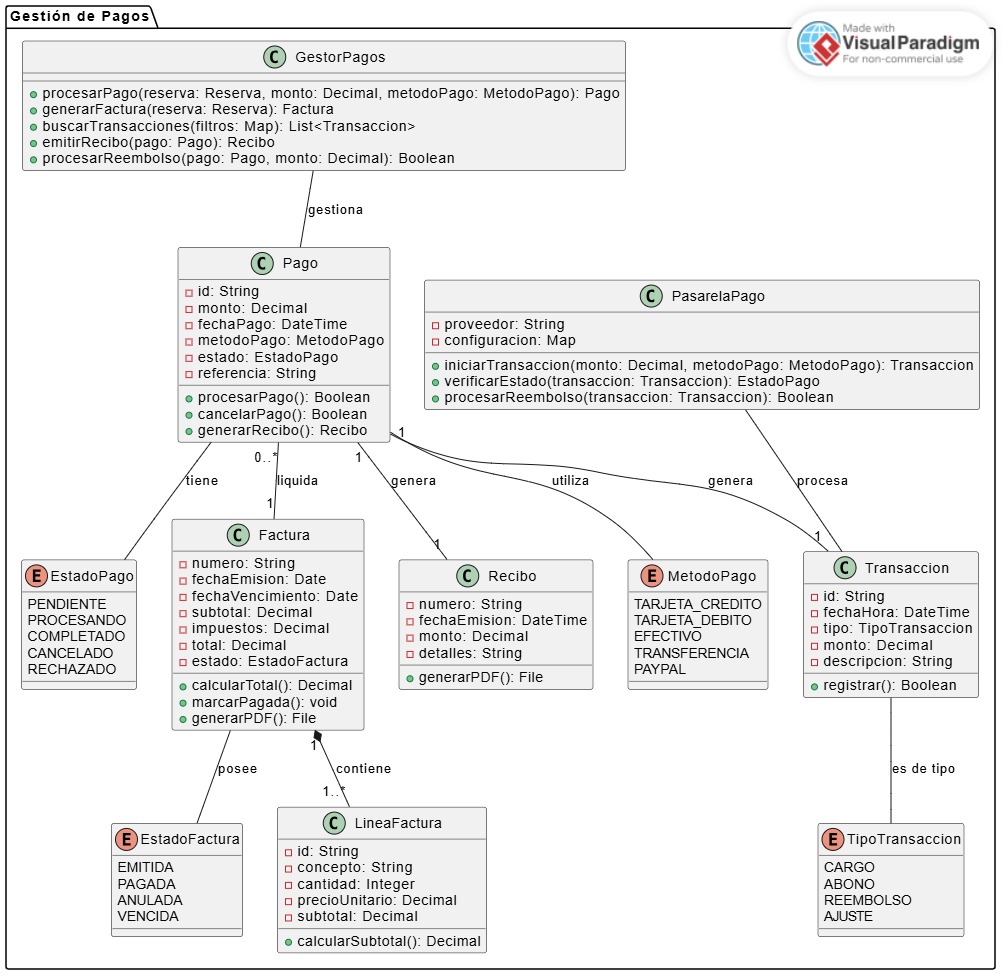 Gestión de Pagos
Made with
VisualParadigm
For non-commercial use
C GestorPagos
procesarPago(reserva: Reserva, monto: Decimal, metodoPago: MetodoPago): Pago
generarFactura(reserva: Reserva): Factura
buscarTransacciones(filtros: Map): List<Transaccion>
emitirRecibo(pago: Pago): Recibo
procesarReembolso(pago: Pago, monto: Decimal): Boolean
gestiona
C Pago
id: String
monto: Decimal
fechaPago: DateTime
metodoPago: MetodoPago
estado: EstadoPago
referencia: String
procesarPago(): Boolean
cancelarPago(): Boolean
generarRecibo(): Recibo
C PasarelaPago
proveedor: String
configuracion: Map
iniciarTransaccion(monto: Decimal, metodoPago: MetodoPago): Transaccion
verificarEstado(transaccion: Transaccion): EstadoPago
procesarReembolso(transaccion: Transaccion): Boolean
0..*
1
1
tiene
liquida
genera
utiliza
genera
procesa
1
1
1
E EstadoPago
PENDIENTE
PROCESANDO
COMPLETADO
CANCELADO
RECHAZADO
C Factura
numero: String
fechaEmision: Date
fechaVencimiento: Date
subtotal: Decimal
impuestos: Decimal
total: Decimal
estado: EstadoFactura
calcularTotal(): Decimal
marcarPagada(): void
generarPDF(): File
C Recibo
numero: String
fechaEmision: DateTime
monto: Decimal
detalles: String
generarPDF(): File
E MetodoPago
TARJETA_CREDITO
TARJETA_DEBITO
EFECTIVO
TRANSFERENCIA
PAYPAL
C Transaccion
id: String
fechaHora: DateTime
tipo: TipoTransaccion
monto: Decimal
descripcion: String
registrar(): Boolean
1
posee
contiene
es de tipo
1..*
E EstadoFactura
EMITIDA
PAGADA
ANULADA
VENCIDA
C LineaFactura
id: String
concepto: String
cantidad: Integer
precioUnitario: Decimal
subtotal: Decimal
calcularSubtotal(): Decimal
E TipoTransaccion
CARGO
ABONO
REEMBOLSO
AJUSTE